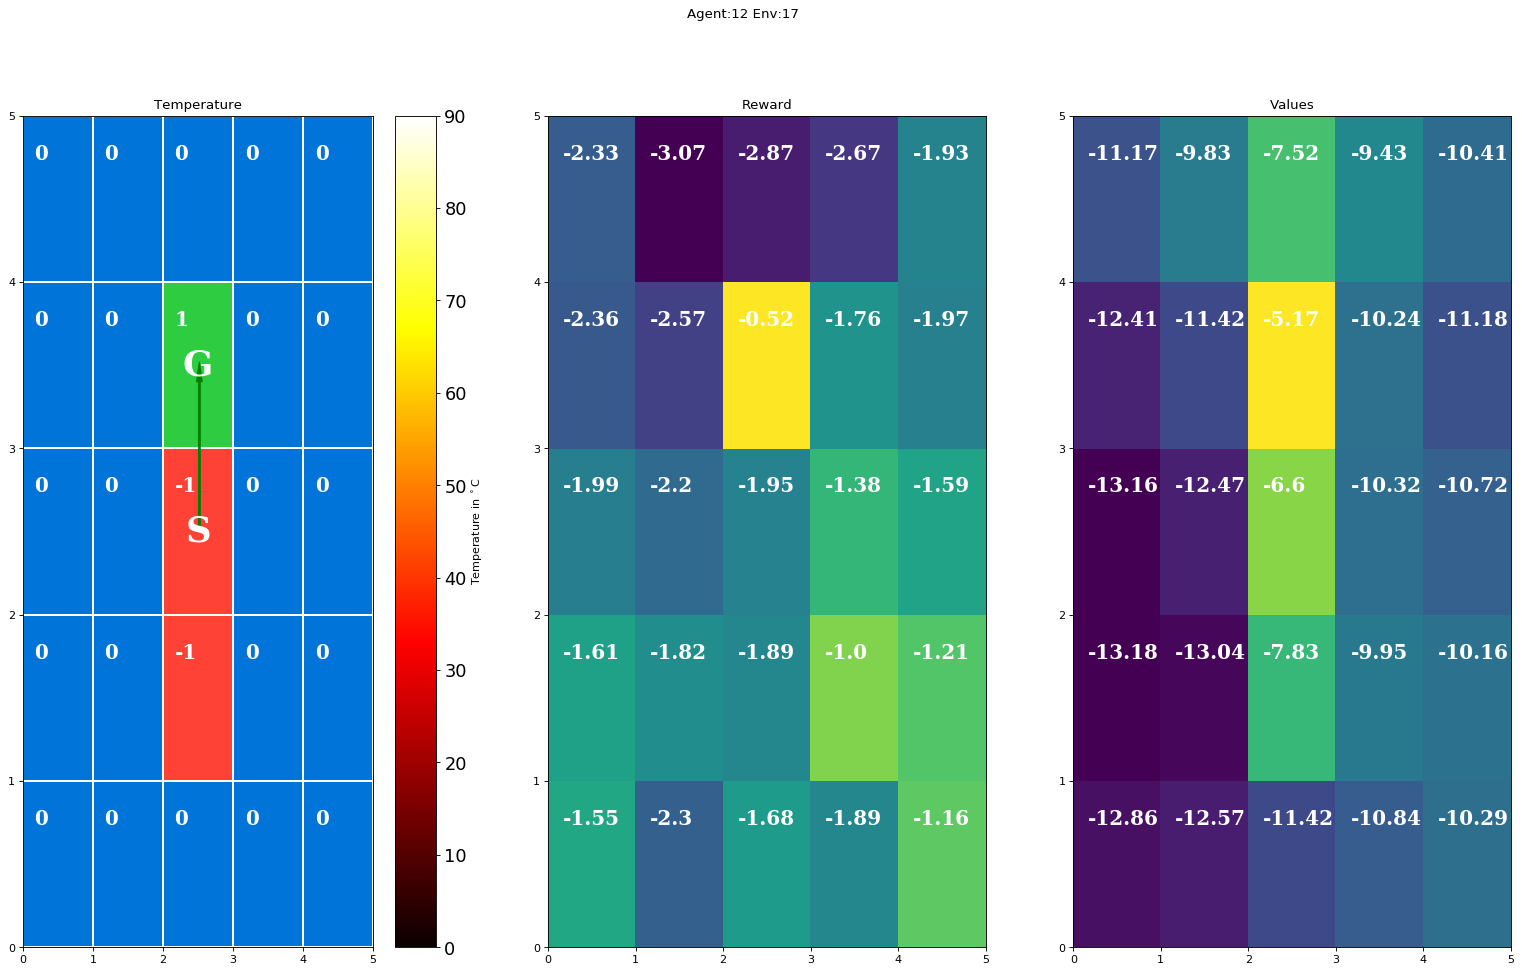 Agent:12 Env:17
Temperature
5
4
3
2
1
0
0 0 0 0 0
0 0 1 0 0
G
0 0 -1 0 0
S
0 0 -1 0 0
0 0 0 0 0
0 1 2 3 4 5
90
80
70
60
50
40
30
20
10
0
Temperature in °C
Reward
5
4
3
2
1
0
-2.33 -3.07 -2.87 -2.67 -1.93
-2.36 -2.57 -0.52 -1.76 -1.97
-1.99 -2.2 -1.95 -1.38 -1.59
-1.61 -1.82 -1.89 -1.0 -1.21
-1.55 -2.3 -1.68 -1.89 -1.16
0 1 2 3 4 5
Values
5
4
3
2
1
0
-11.17 -9.83 -7.52 -9.43 -10.41
-12.41 -11.42 -5.17 -10.24 -11.18
-13.16 -12.47 -6.6 -10.32 -10.72
-13.18 -13.04 -7.83 -9.95 -10.16
-12.86 -12.57 -11.42 -10.84 -10.29
0 1 2 3 4 5